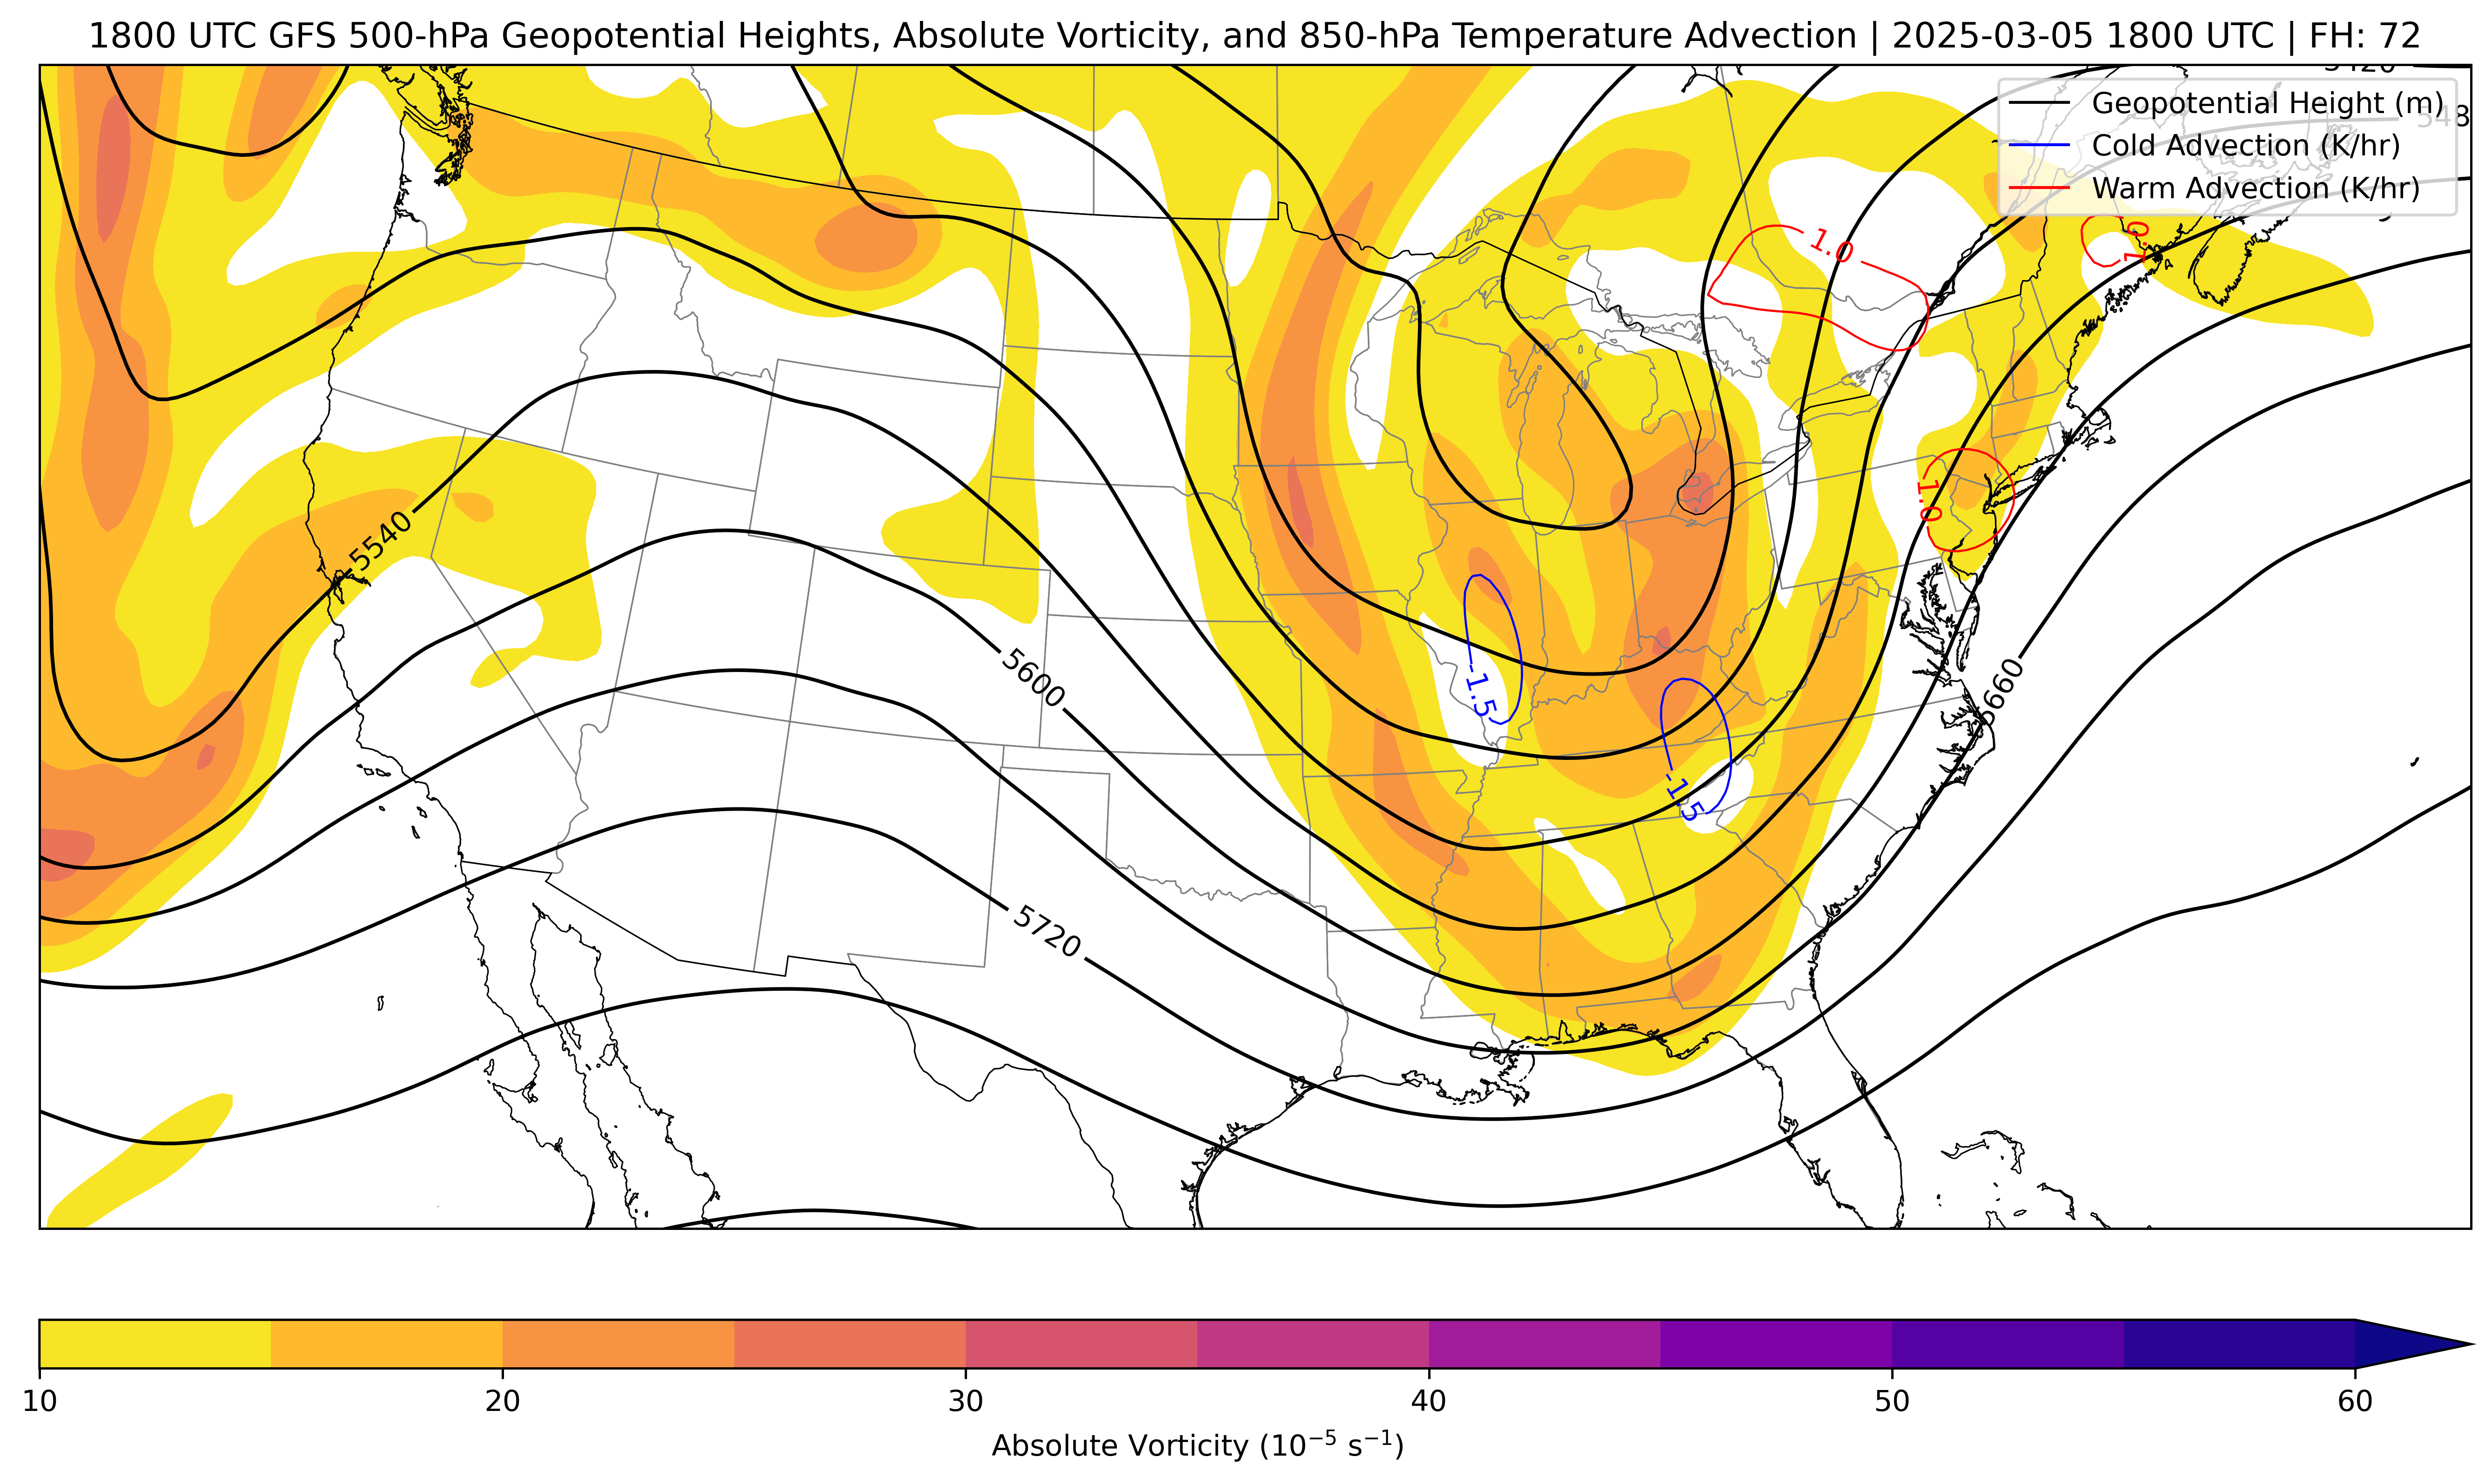 1800 UTC GFS 500-hPa Geopotential Heights, Absolute Vorticity, and 850-hPa Temperature Advection | 2025-03-05 1800 UTC | FH: 72
Geopotential Height (m)
Cold Advection (K/hr)
Warm Advection (K/hr)
1.0
1.0
1.0
5540
5600
5660
-1.5
-1.5
5720
10 20 30 40 50 60
Absolute Vorticity (10⁻⁵ s⁻¹)